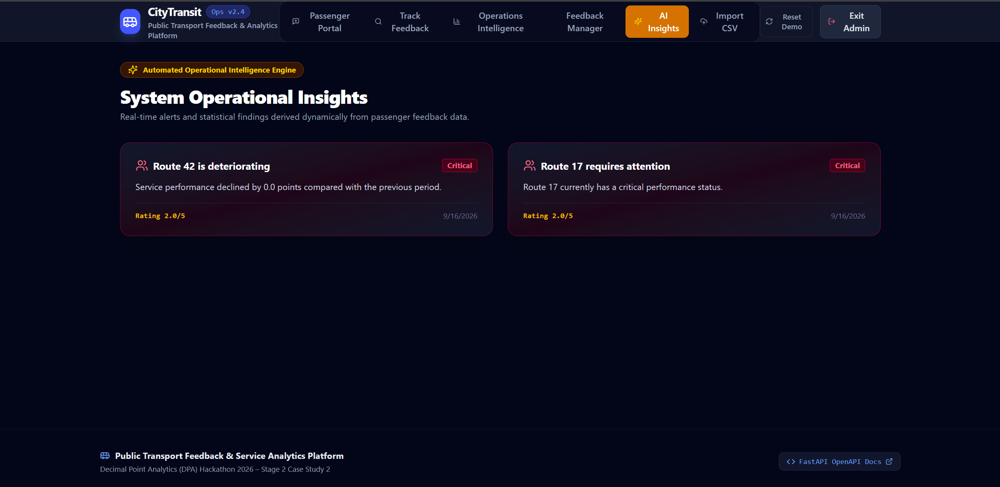 CityTransit Ops v2.4
Public Transport Feedback & Analytics
Platform
Passenger
Portal
Track
Feedback
Operations
Intelligence
Feedback
Manager
AI
Insights
Import
CSV
Reset
Demo
Exit
Admin
Automated Operational Intelligence Engine
System Operational Insights
Real-time alerts and statistical findings derived dynamically from passenger feedback data.
Route 42 is deteriorating
Critical
Service performance declined by 0.0 points compared with the previous period.
Rating 2.0/5
9/16/2026
Route 17 requires attention
Critical
Route 17 currently has a critical performance status.
Rating 2.0/5
9/16/2026
Public Transport Feedback & Service Analytics Platform
Decimal Point Analytics (DPA) Hackathon 2026 – Stage 2 Case Study 2
FastAPI OpenAPI Docs